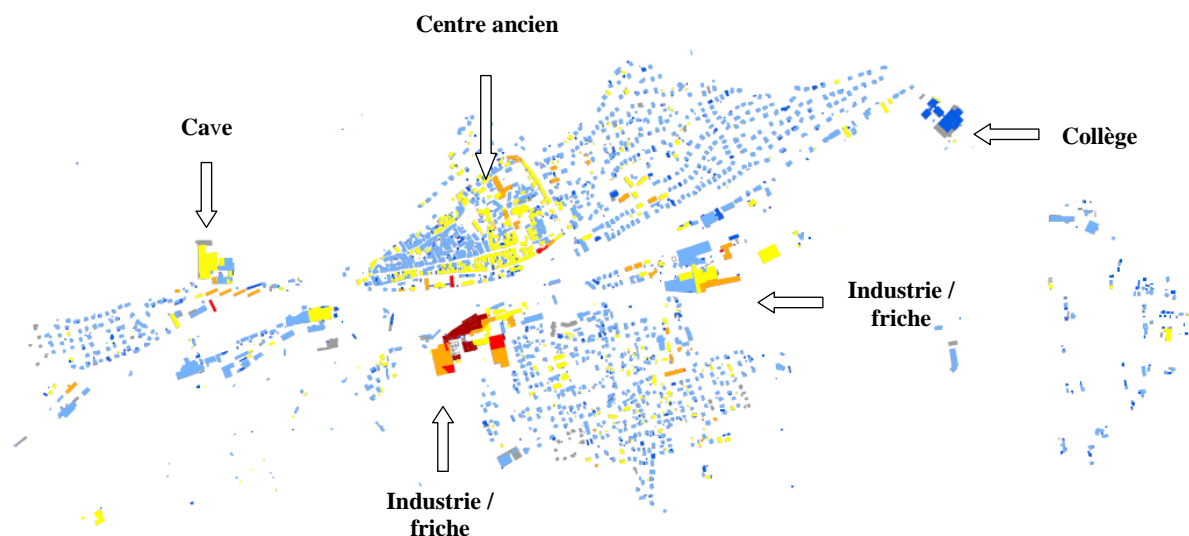 Centre ancien
Cave
Collège
Industrie /
friche
Industrie /
friche